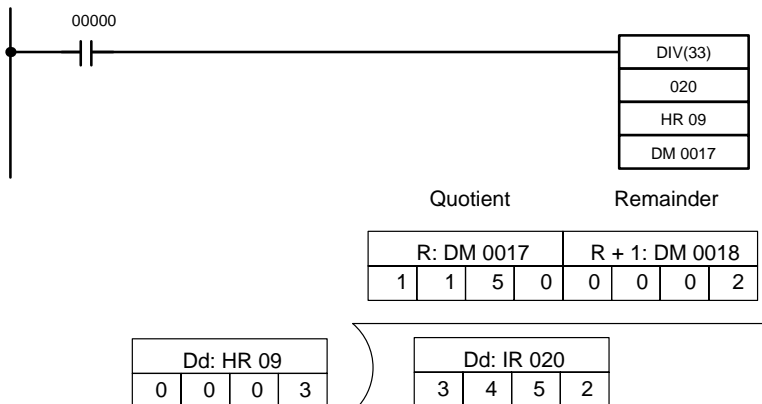 00000
DIV(33)
020
HR 09
DM 0017
Quotient Remainder
R: DM 0017 R + 1: DM 0018
1 1 5 0 0 0 0 2
Dd: HR 09 Dd: IR 020
0 0 0 3 3 4 5 2